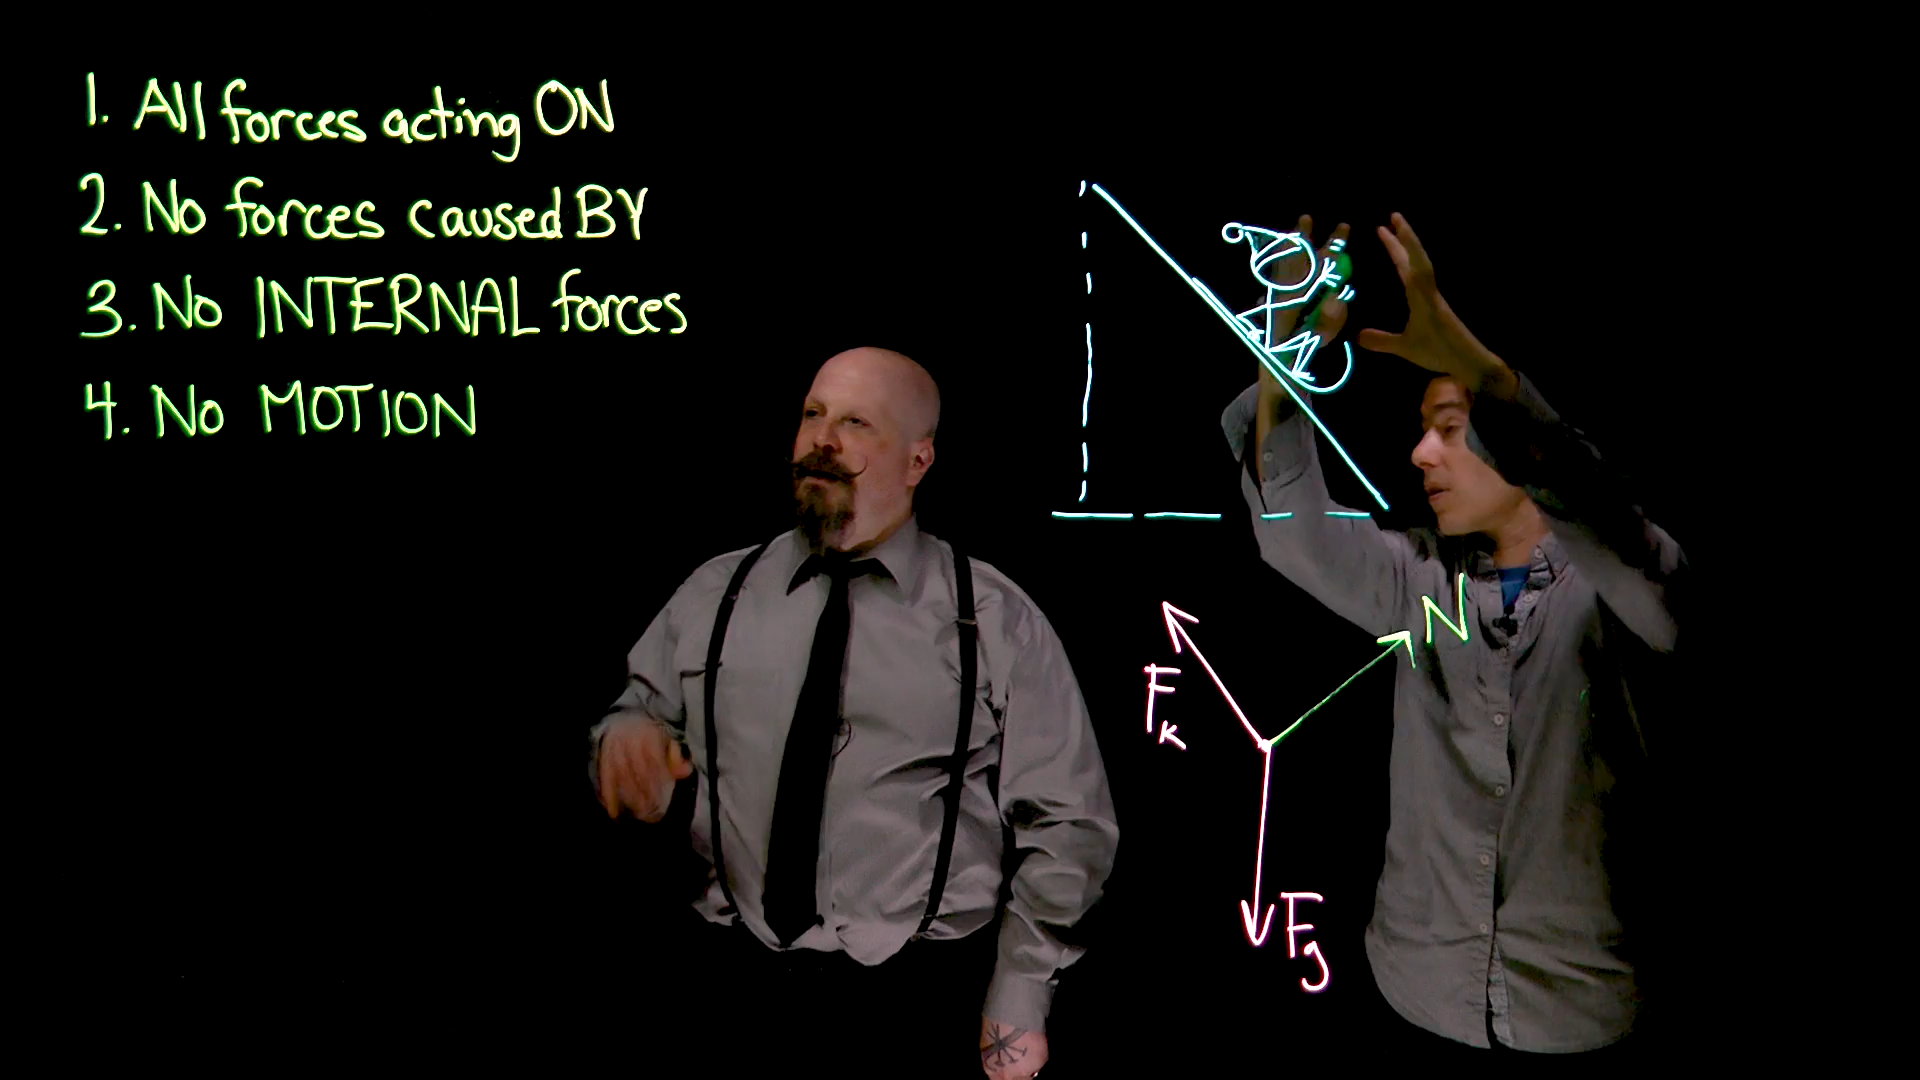 1. All forces acting ON
2. No forces caused BY
3. No INTERNAL forces
4. No MOTION
N
Fk
Fg